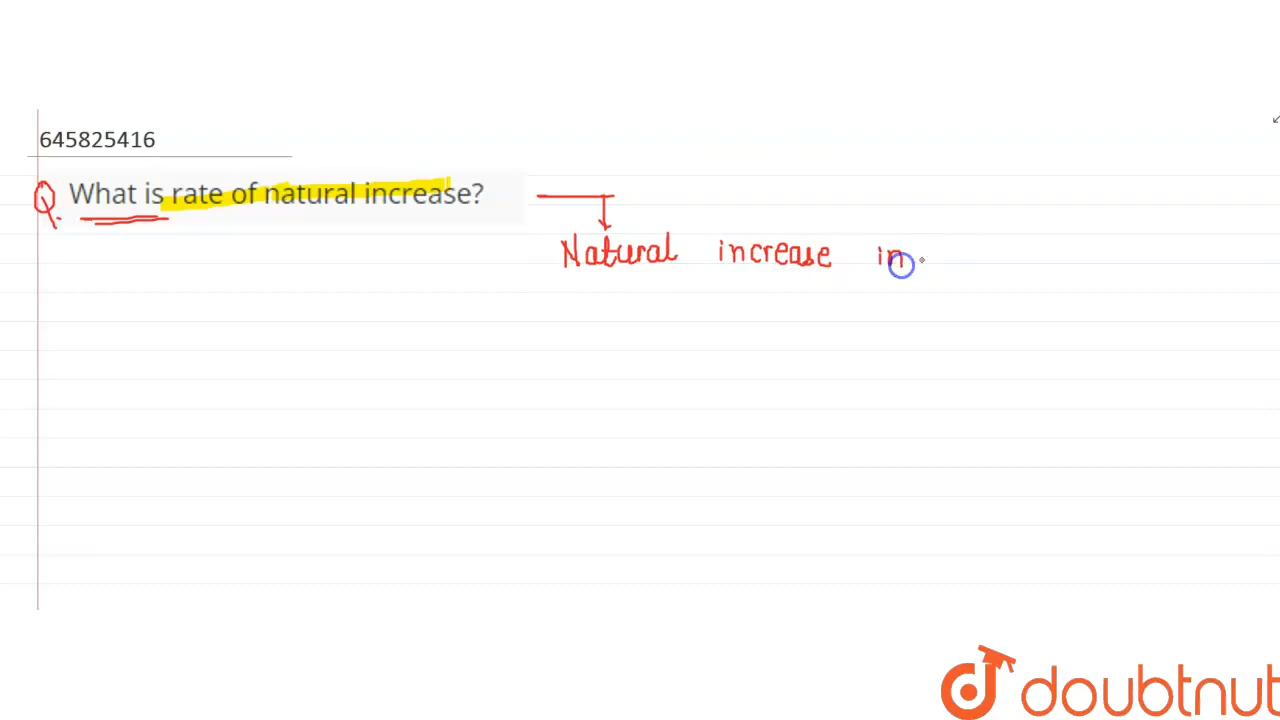 645825416
Q. What is rate of natural increase?
Natural increase in
doubtnut